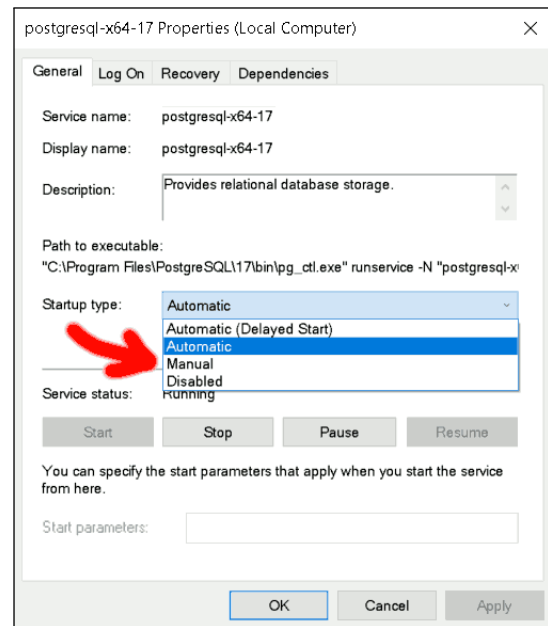 postgresql-x64-17 Properties (Local Computer)
General Log On Recovery Dependencies
Service name: postgresql-x64-17
Display name: postgresql-x64-17
Description: Provides relational database storage.
Path to executable:
"C:\Program Files\PostgreSQL\17\bin\pg_ctl.exe" runservice -N "postgresql-x
Startup type: Automatic
Automatic (Delayed Start)
Automatic
Manual
Disabled
Service status: Running
Start Stop Pause Resume
You can specify the start parameters that apply when you start the service
from here.
Start parameters:
OK Cancel Apply